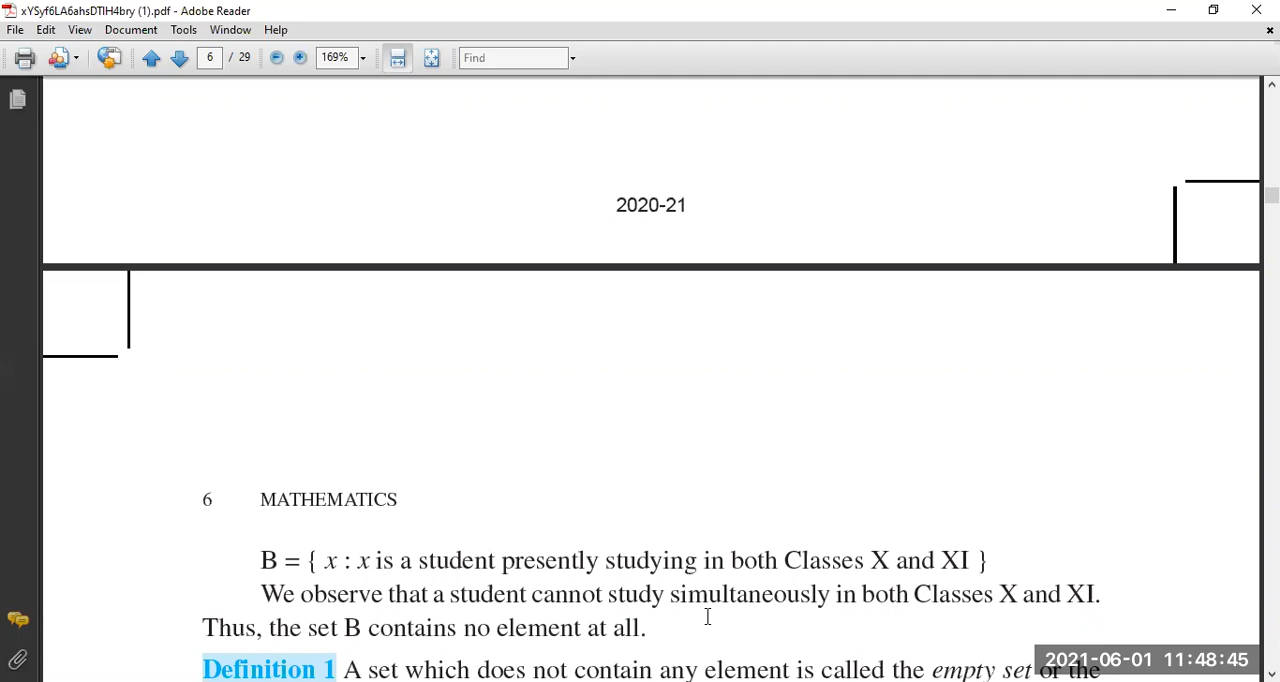 xYSyf6LA6ahsDTlH4bry (1).pdf - Adobe Reader
File Edit View Document Tools Window Help
6 / 29 169% Find
2020-21
6 MATHEMATICS
B = { x : x is a student presently studying in both Classes X and XI }
We observe that a student cannot study simultaneously in both Classes X and XI.
Thus, the set B contains no element at all.
Definition 1 A set which does not contain any element is called the empty set or the
2021-06-01 11:48:45